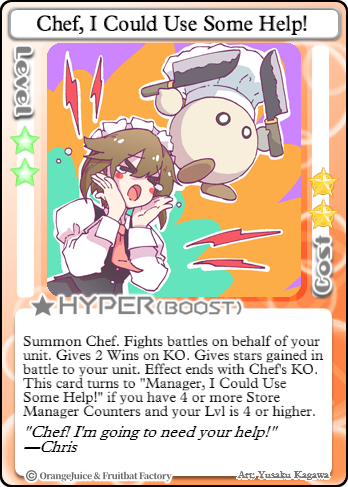 Chef, I Could Use Some Help!
Level
Cost
HYPER(BOOST)
Summon Chef. Fights battles on behalf of your
unit. Gives 2 Wins on KO. Gives stars gained in
battle to your unit. Effect ends with Chef's KO.
This card turns to "Manager, I Could Use
Some Help!" if you have 4 or more Store
Manager Counters and your Lvl is 4 or higher.
"Chef! I'm going to need your help!"
—Chris
© OrangeJuice & Fruitbat Factory
Art: Yusaku Kagawa